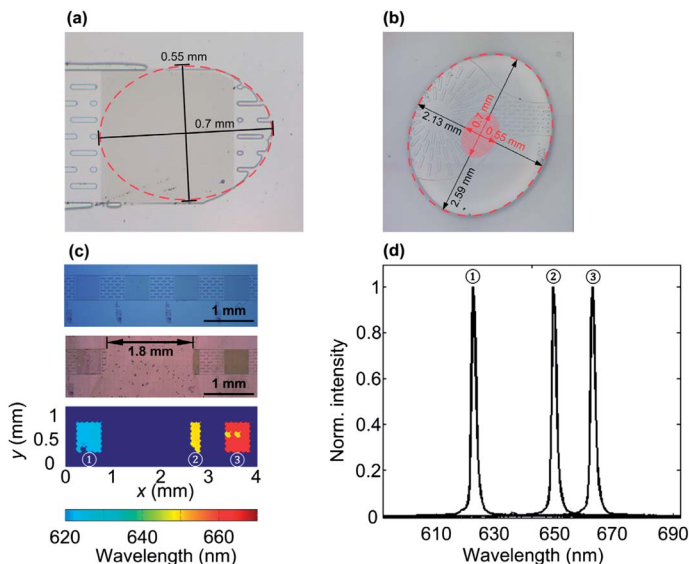 (a)
0.55 mm
0.7 mm
(b)
0.7 mm
0.55 mm
2.13 mm
2.59 mm
(c)
1 mm
1.8 mm
1 mm
y (mm)
1
0.5
0
① ② ③
0 1 2 3 4
x (mm)
620 640 660
Wavelength (nm)
(d)
① ② ③
Norm. intensity
1
0.8
0.6
0.4
0.2
0
610 630 650 670 690
Wavelength (nm)